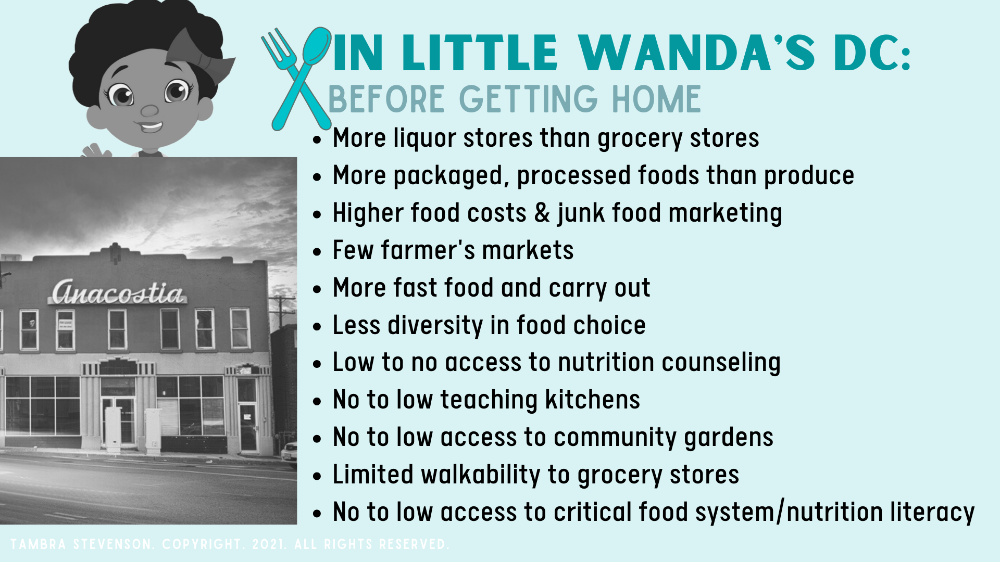 IN LITTLE WANDA'S DC:
BEFORE GETTING HOME
• More liquor stores than grocery stores
• More packaged, processed foods than produce
• Higher food costs & junk food marketing
• Few farmer's markets
• More fast food and carry out
• Less diversity in food choice
• Low to no access to nutrition counseling
• No to low teaching kitchens
• No to low access to community gardens
• Limited walkability to grocery stores
• No to low access to critical food system/nutrition literacy
Anacostia
FOR LEASE
TAMBRA STEVENSON. COPYRIGHT. 2021. ALL RIGHTS RESERVED.